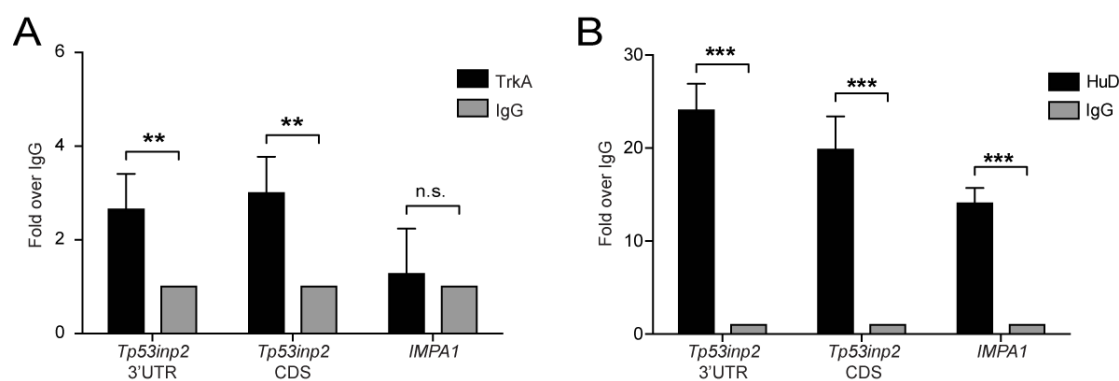 A
Fold over IgG
6
4
2
0
TrkA
IgG
**
**
n.s.
Tp53inp2
3'UTR
Tp53inp2
CDS
IMPA1
B
Fold over IgG
30
20
10
0
HuD
IgG
***
***
***
Tp53inp2
3'UTR
Tp53inp2
CDS
IMPA1